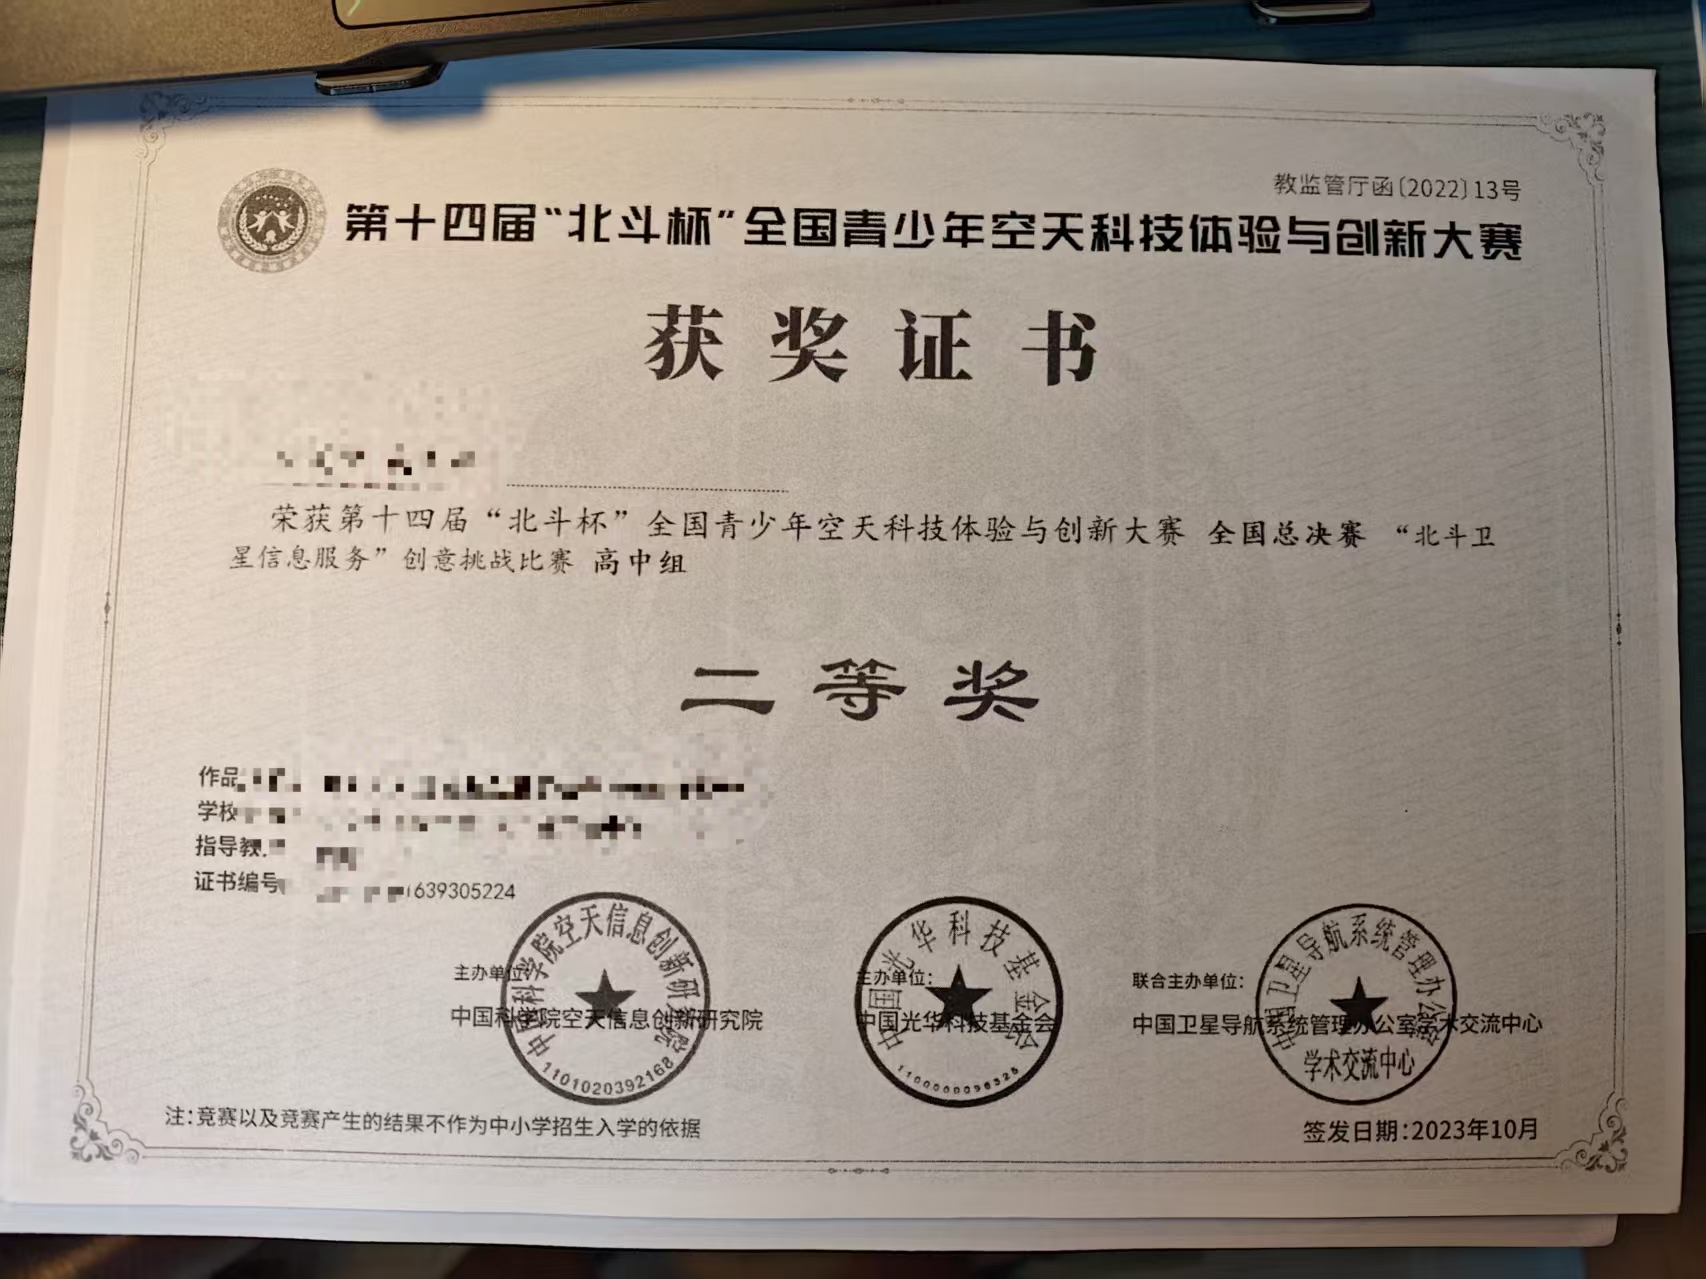 教监管厅函〔2022〕13号
第十四届“北斗杯”全国青少年空天科技体验与创新大赛
获奖证书
荣获第十四届“北斗杯”全国青少年空天科技体验与创新大赛 全国总决赛 “北斗卫
星信息服务”创意挑战比赛 高中组
二等奖
作品
学校
指导教
证书编号
639305224
主办单位:
中国科学院空天信息创新研究院
中国科学院空天信息创新研究院
1101020392168
主办单位:
中国光华科技基金会
中国光华科技基金会
1100000096325
联合主办单位:
中国卫星导航系统管理办公室学术交流中心
中国卫星导航系统管理办公室
学术交流中心
注:竞赛以及竞赛产生的结果不作为中小学招生入学的依据
签发日期:2023年10月